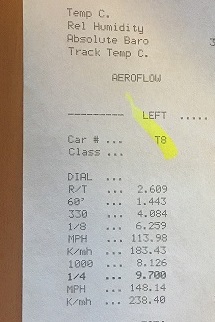 Temp C.
Rel Humidity
Absolute Baro 3
Track Temp C.
AEROFLOW
--------- LEFT .....
Car # ... T8
Class ...
DIAL ...
R/T ... 2.609
60' ... 1.443
330 ... 4.084
1/8 ... 6.259
MPH ... 113.98
K/mh ... 183.43
1000 ... 8.126
1/4 ... 9.700
MPH ... 148.14
K/mh ... 238.40